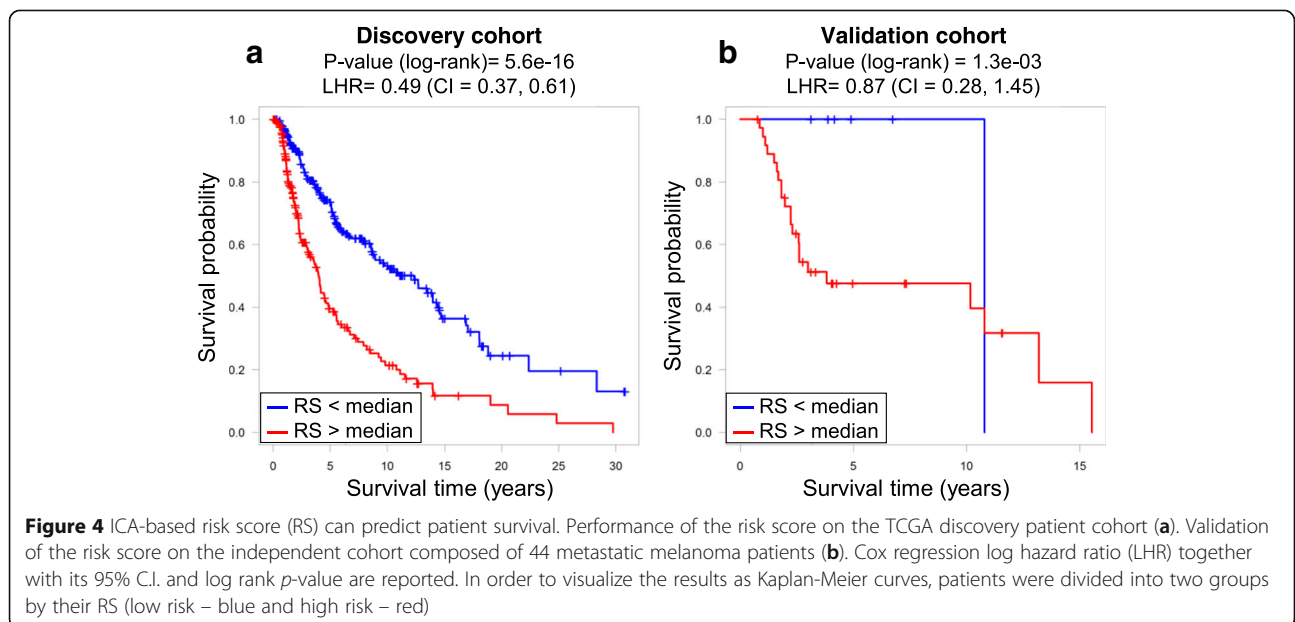 a
Discovery cohort
P-value (log-rank)= 5.6e-16
LHR= 0.49 (CI = 0.37, 0.61)
Survival probability
1.0
0.8
0.6
0.4
0.2
0.0
RS < median
RS > median
0 5 10 15 20 25 30
Survival time (years)
b
Validation cohort
P-value (log-rank) = 1.3e-03
LHR= 0.87 (CI = 0.28, 1.45)
Survival probability
1.0
0.8
0.6
0.4
0.2
0.0
RS < median
RS > median
0 5 10 15
Survival time (years)
Figure 4 ICA-based risk score (RS) can predict patient survival. Performance of the risk score on the TCGA discovery patient cohort (a). Validation
of the risk score on the independent cohort composed of 44 metastatic melanoma patients (b). Cox regression log hazard ratio (LHR) together
with its 95% C.I. and log rank p-value are reported. In order to visualize the results as Kaplan-Meier curves, patients were divided into two groups
by their RS (low risk – blue and high risk – red)